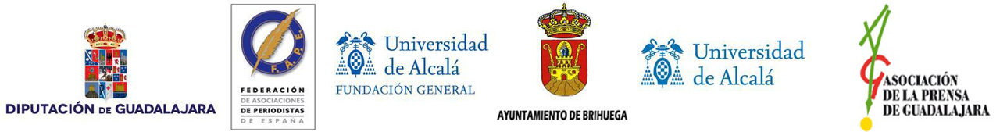 DIPUTACIÓN DE GUADALAJARA
F.A.P.E.
FEDERACIÓN
DE ASOCIACIONES
DE PERIODISTAS
DE ESPAÑA
Universidad
de Alcalá
FUNDACIÓN GENERAL
AYUNTAMIENTO DE BRIHUEGA
Universidad
de Alcalá
ASOCIACIÓN
DE LA PRENSA
DE GUADALAJARA